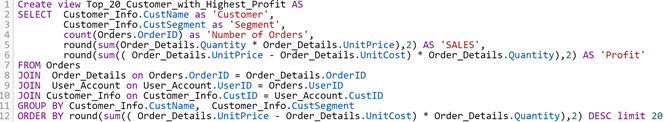 1 Create view Top_20_Customer_with_Highest_Profit AS
2 SELECT Customer_Info.CustName as 'Customer',
3 Customer_Info.CustSegment as 'Segment',
4 count(Orders.OrderID) as 'Number of Orders',
5 round(sum(Order_Details.Quantity * Order_Details.UnitPrice),2) AS 'SALES',
6 round(sum(( Order_Details.UnitPrice - Order_Details.UnitCost) * Order_Details.Quantity),2) AS 'Profit'
7 FROM Orders
8 JOIN Order_Details on Orders.OrderID = Order_Details.OrderID
9 JOIN User_Account on User_Account.UserID = Orders.UserID
10 JOIN Customer_Info on Customer_Info.CustID = User_Account.CustID
11 GROUP BY Customer_Info.CustName, Customer_Info.CustSegment
12 ORDER BY round(sum(( Order_Details.UnitPrice - Order_Details.UnitCost) * Order_Details.Quantity),2) DESC limit 20